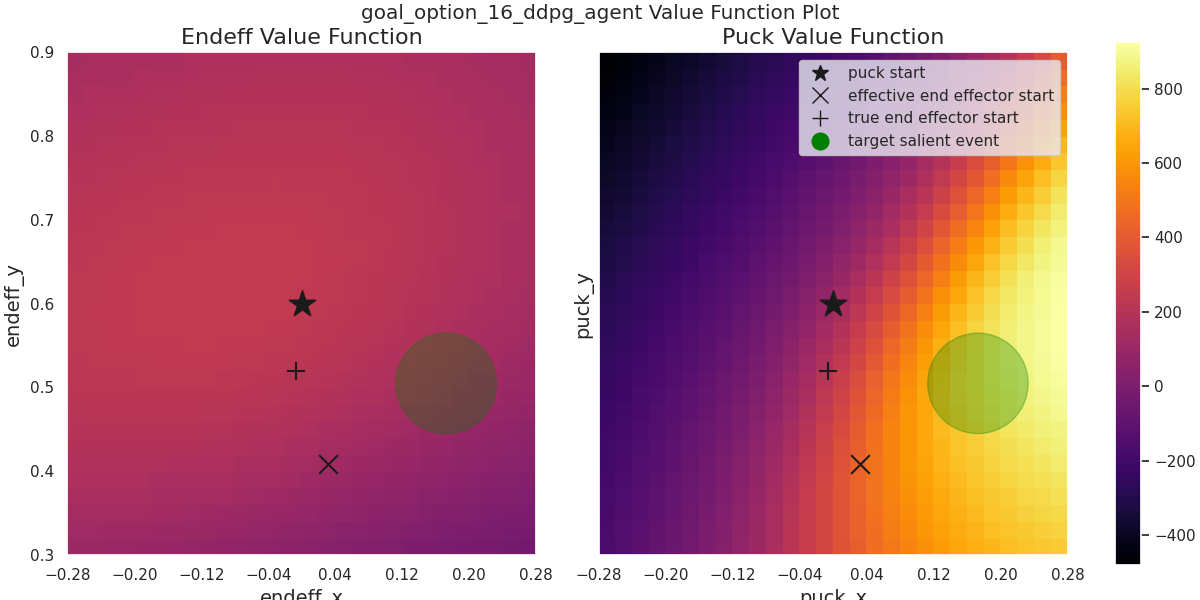 goal_option_16_ddpg_agent Value Function Plot
Endeff Value Function
Puck Value Function
puck start
effective end effector start
true end effector start
target salient event
0.9
0.8
0.7
0.6
0.5
0.4
0.3
endeff_y
−0.28 −0.20 −0.12 −0.04 0.04 0.12 0.20 0.28
endeff_x
puck_y
−0.28 −0.20 −0.12 −0.04 0.04 0.12 0.20 0.28
puck_x
800
600
400
200
0
−200
−400